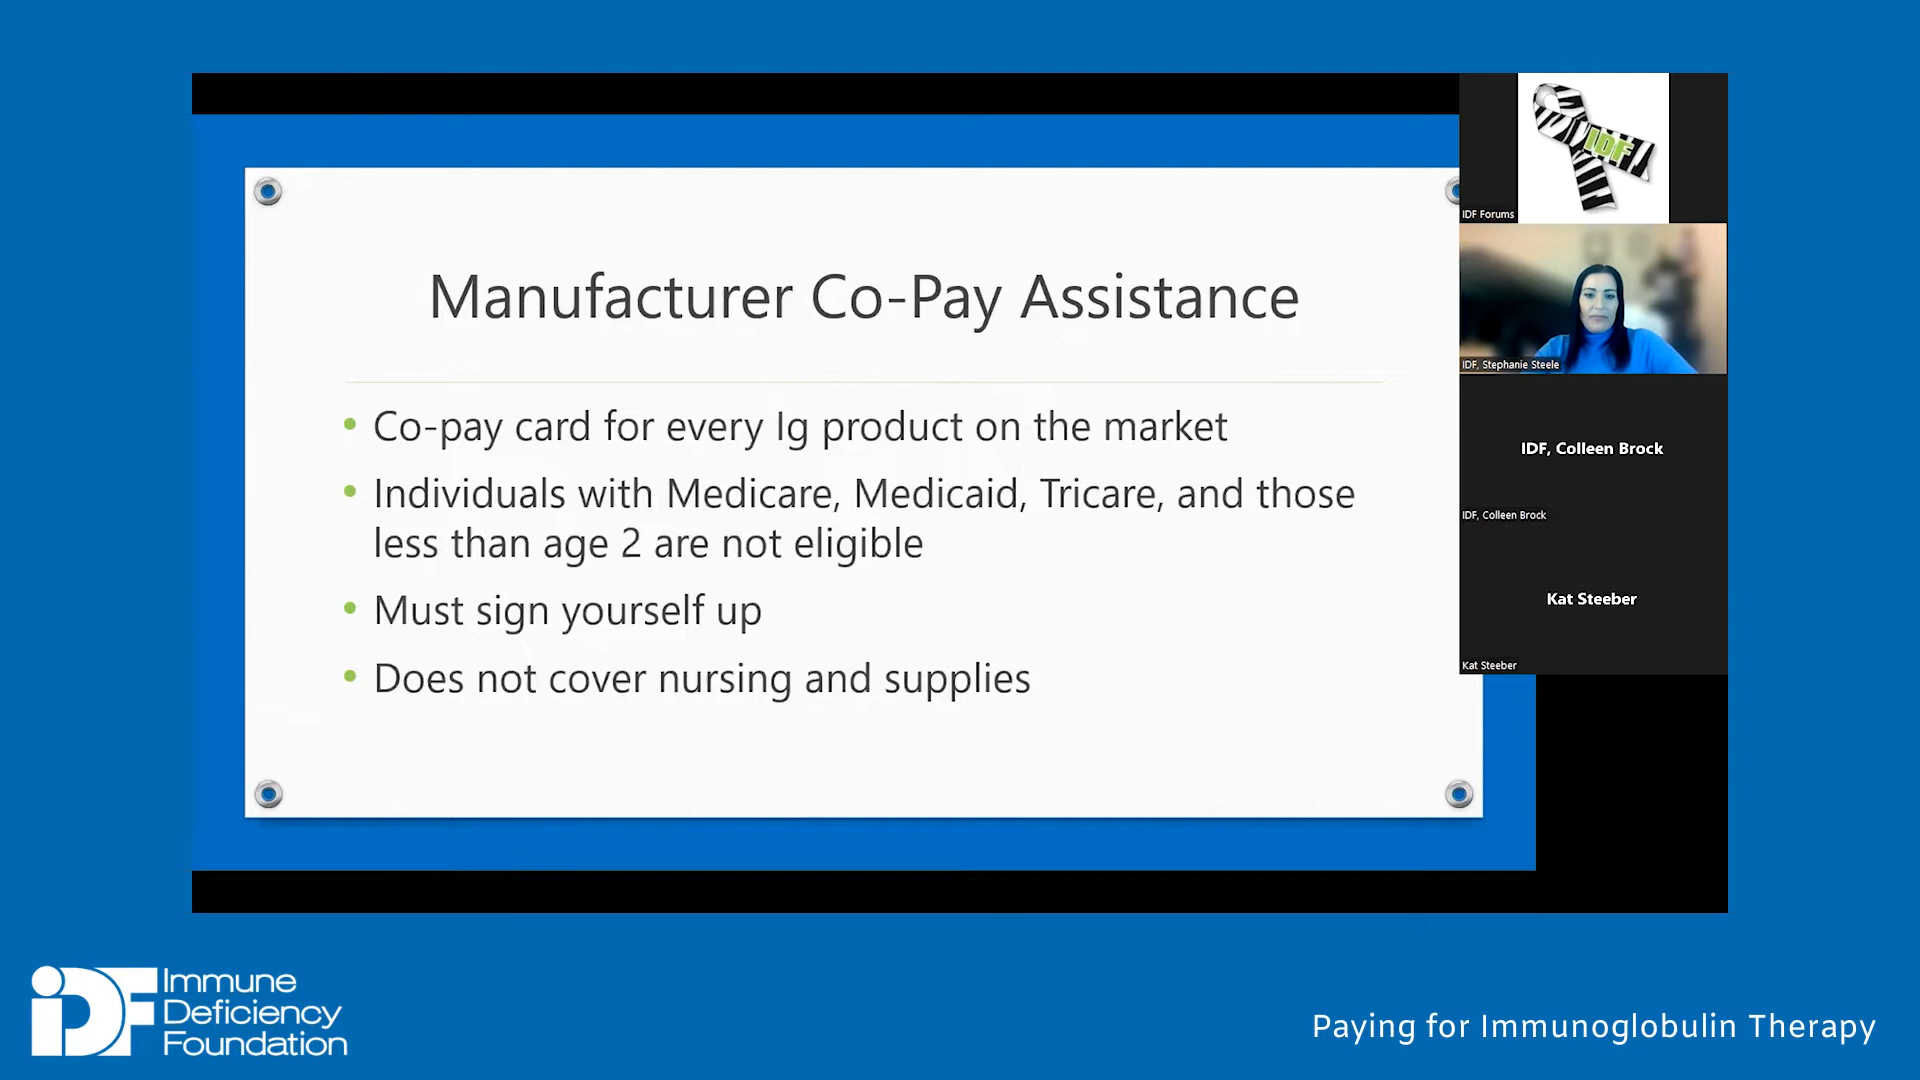 Manufacturer Co-Pay Assistance
• Co-pay card for every Ig product on the market
• Individuals with Medicare, Medicaid, Tricare, and those
less than age 2 are not eligible
• Must sign yourself up
• Does not cover nursing and supplies
IDF
IDF Forums
IDF, Stephanie Steele
IDF, Colleen Brock
IDF, Colleen Brock
Kat Steeber
Kat Steeber
IDF Immune
Deficiency
Foundation
Paying for Immunoglobulin Therapy